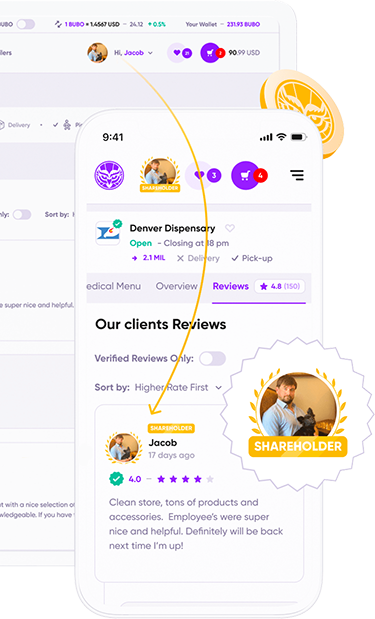 BUBO
1 BUBO = 1.4567 USD – 24.12 0.5%
Your Wallet – 231.93 BUBO
Hi, Jacob
21
2
90.99 USD
Delivery
9:41
SHAREHOLDER
3
4
Denver Dispensary
Open - Closing at 18 pm
2.1 MIL Delivery Pick-up
edical Menu Overview Reviews 4.8 (150)
Our clients Reviews
Verified Reviews Only:
Sort by: Higher Rate First
nly: Sort by:
e super nice and helpful.
SHAREHOLDER
SHAREHOLDER
Jacob
17 days ago
4.0 –
Clean store, tons of products and
accessories. Employee's were super
nice and helpful. Definitely will be back
next time I'm up!
t with a nice selection of
wledgeable. If you have